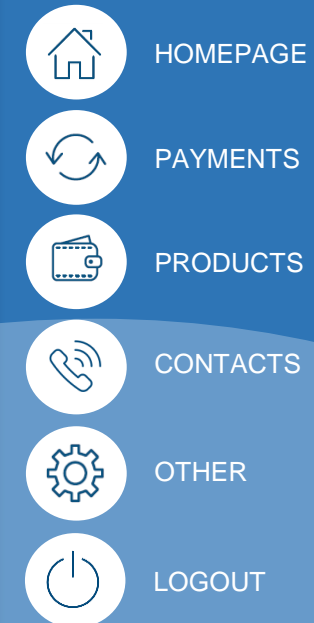 HOMEPAGE
PAYMENTS
PRODUCTS
CONTACTS
OTHER
LOGOUT